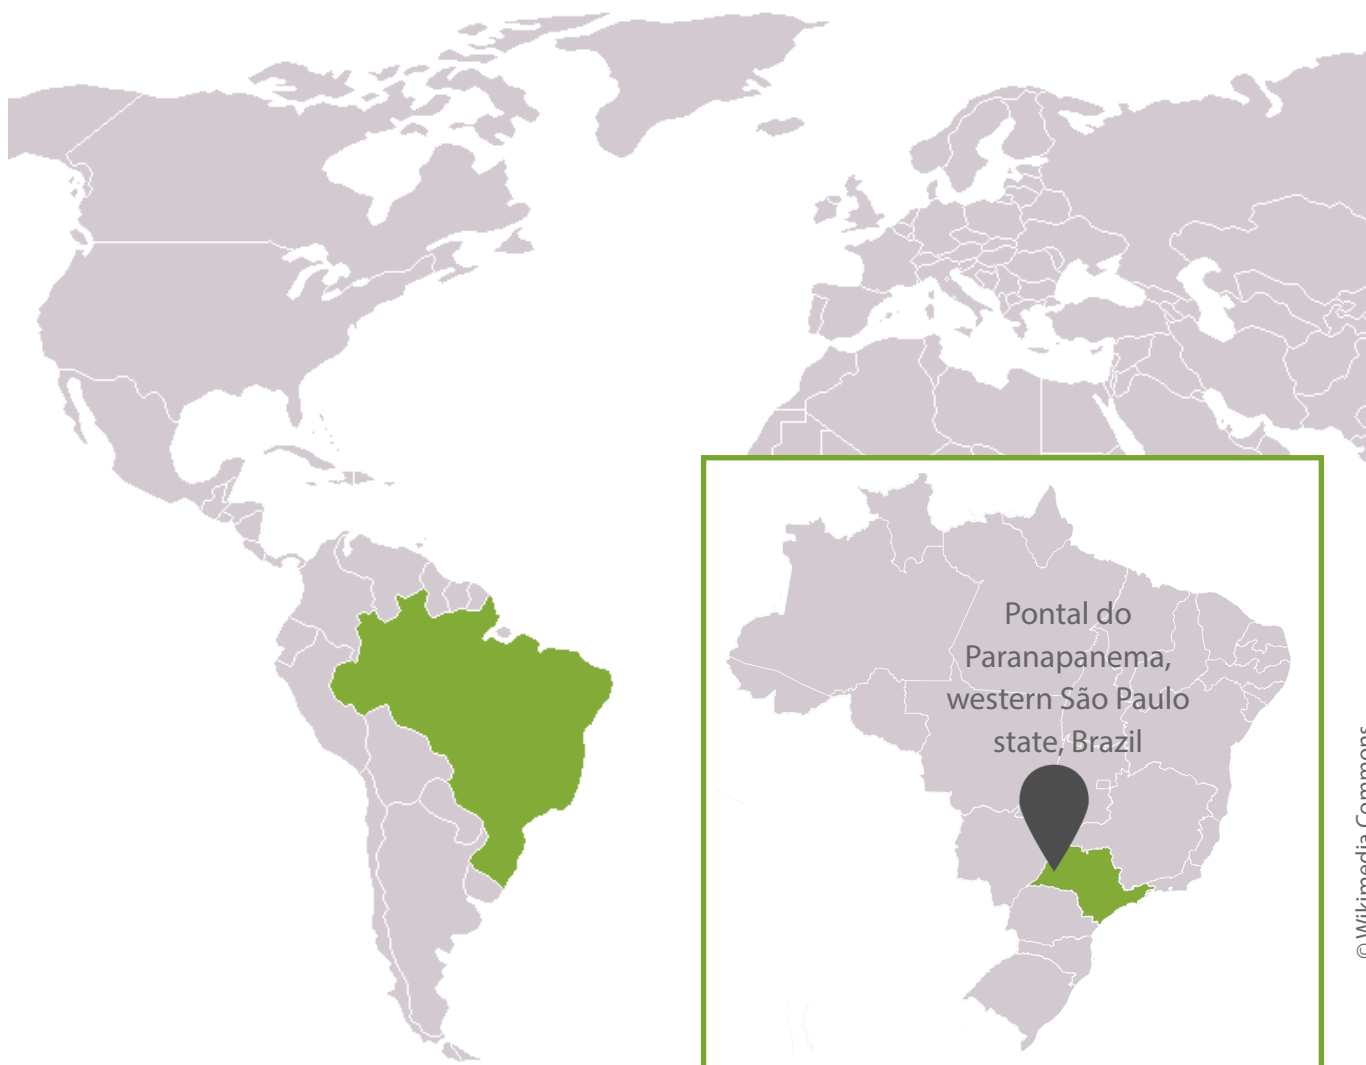 Pontal do
Paranapanema,
western São Paulo
state, Brazil
© Wikimedia Commons